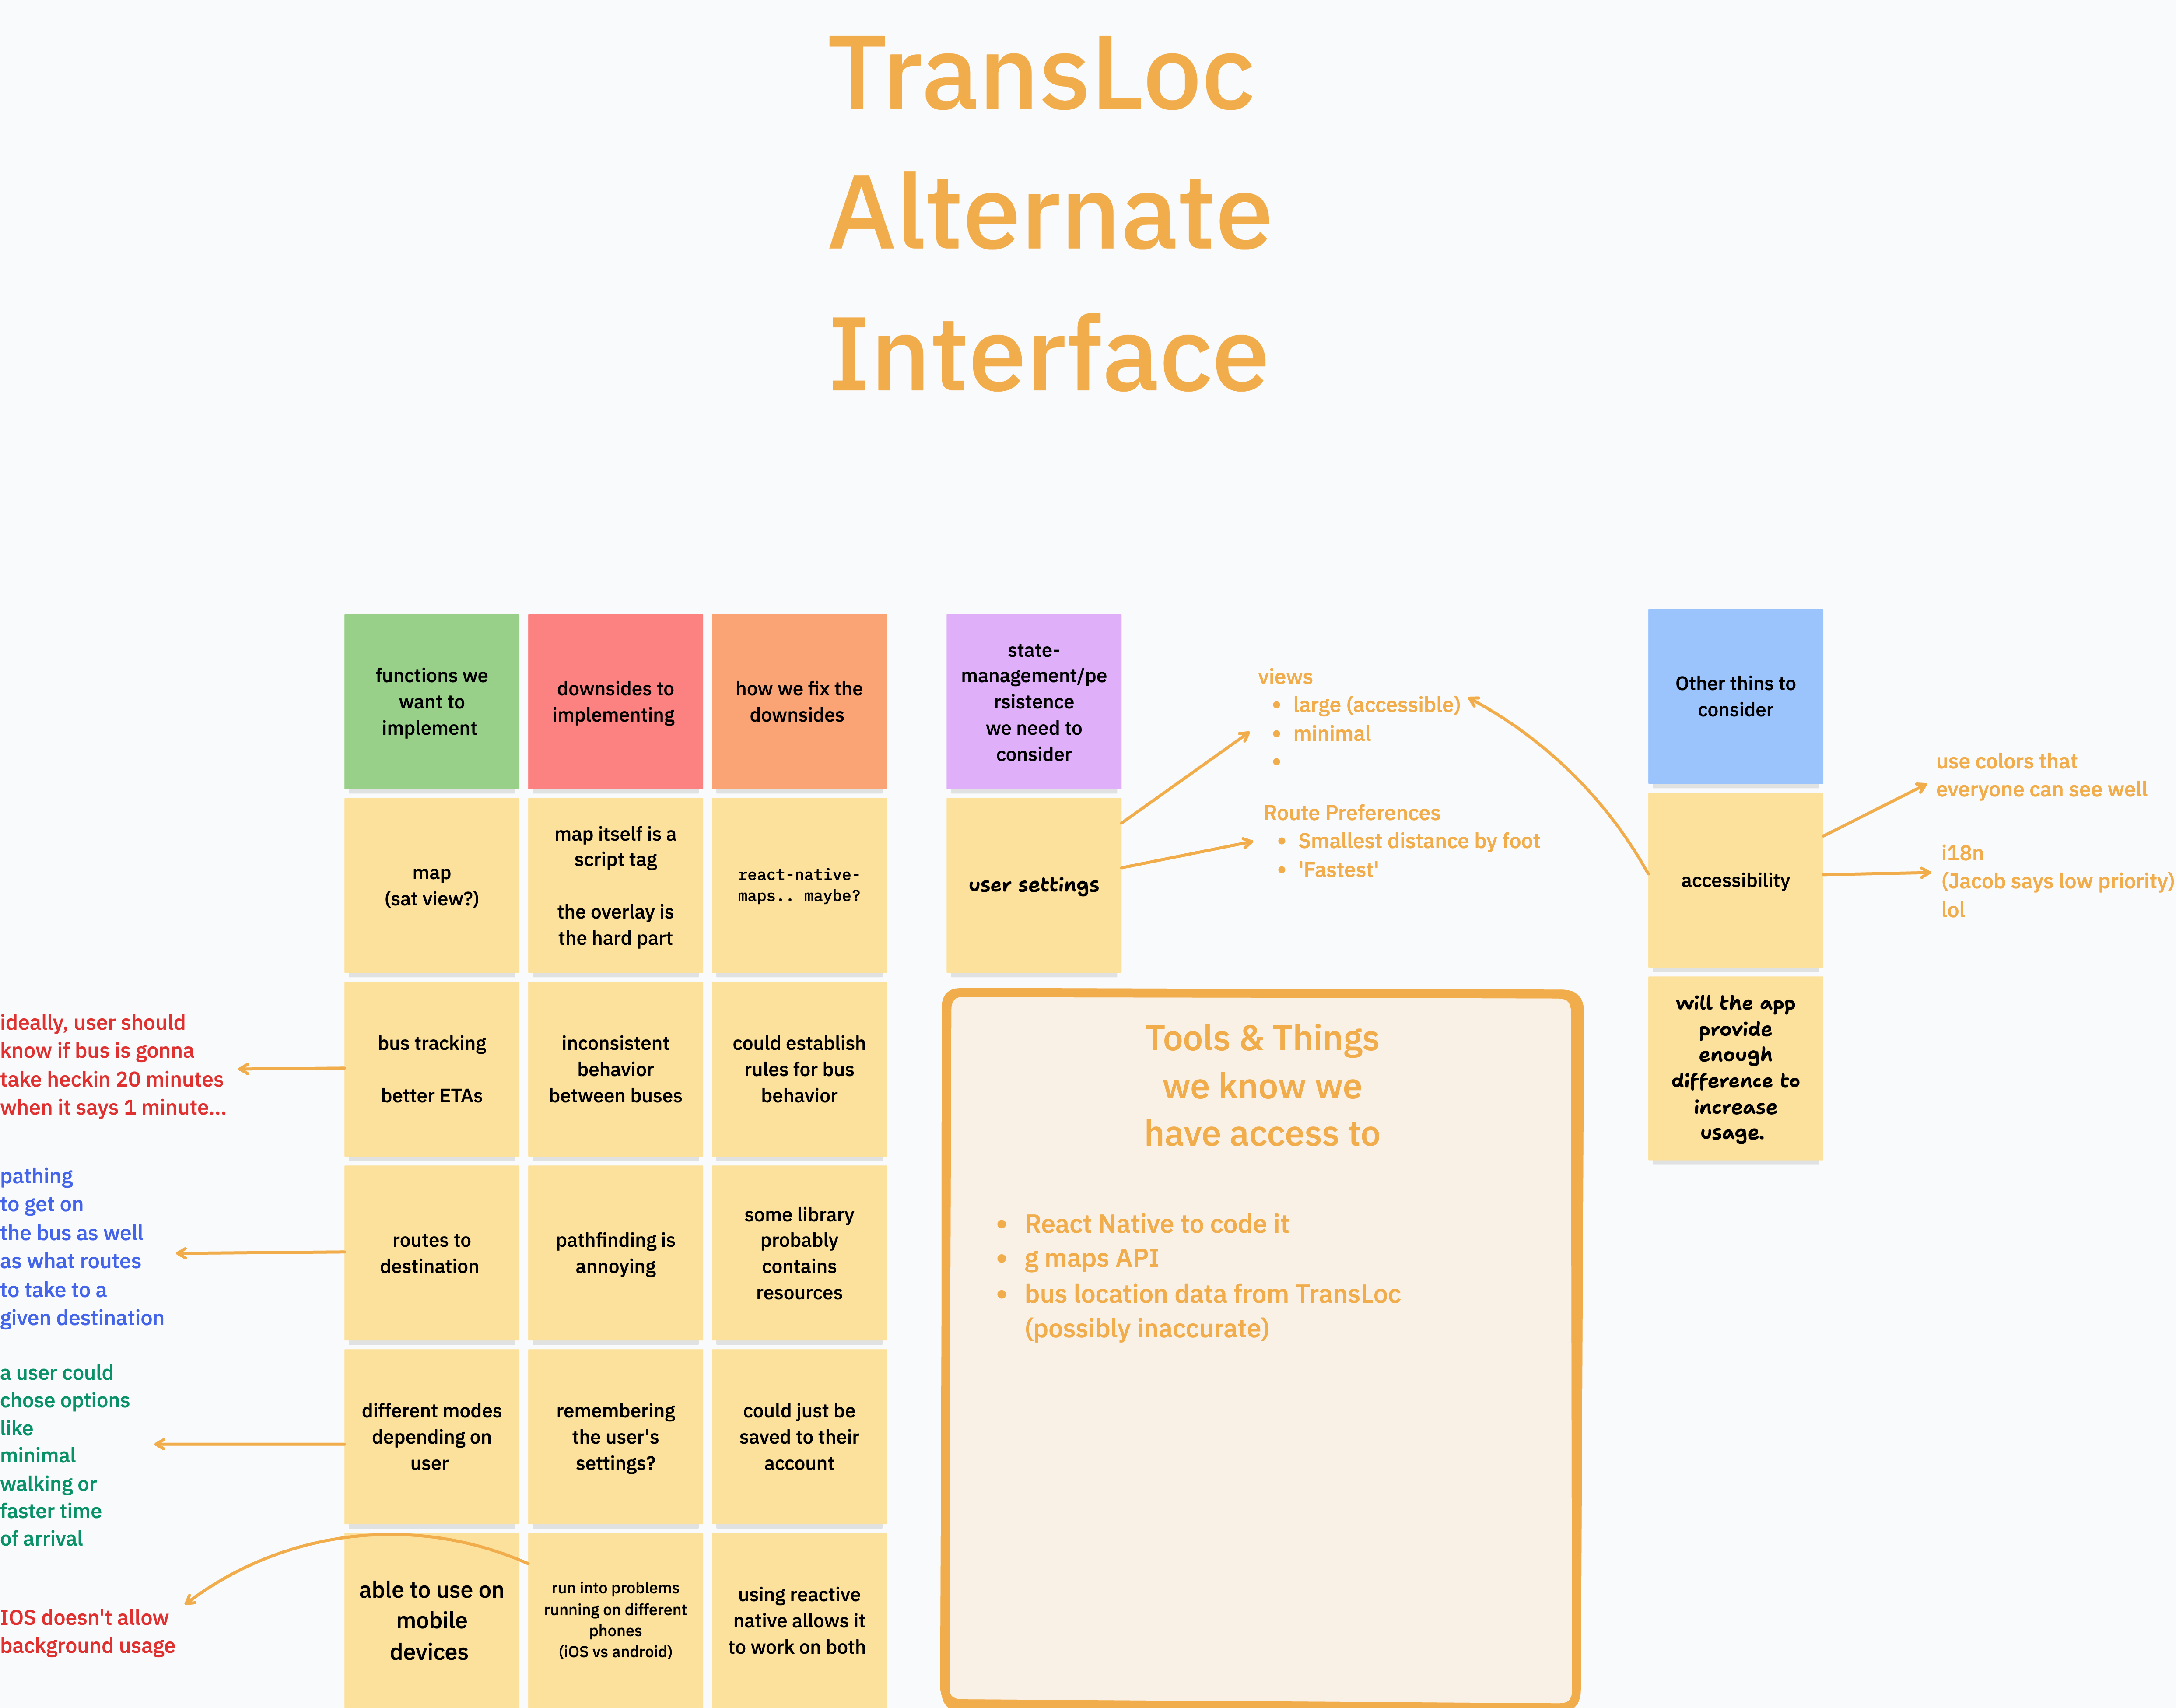 TransLoc
Alternate
Interface
functions we
want to
implement
downsides to
implementing
how we fix the
downsides
state-
management/pe
rsistence
we need to
consider
views
• large (accessible)
• minimal
•
Route Preferences
• Smallest distance by foot
• 'Fastest'
Other thins to
consider
use colors that
everyone can see well
i18n
(Jacob says low priority)
lol
map
(sat view?)
map itself is a
script tag
the overlay is
the hard part
react-native-
maps.. maybe?
user settings
accessibility
ideally, user should
know if bus is gonna
take heckin 20 minutes
when it says 1 minute...
bus tracking
better ETAs
inconsistent
behavior
between buses
could establish
rules for bus
behavior
will the app
provide
enough
difference to
increase
usage.
Tools & Things
we know we
have access to
• React Native to code it
• g maps API
• bus location data from TransLoc
(possibly inaccurate)
pathing
to get on
the bus as well
as what routes
to take to a
given destination
routes to
destination
pathfinding is
annoying
some library
probably
contains
resources
a user could
chose options
like
minimal
walking or
faster time
of arrival
different modes
depending on
user
remembering
the user's
settings?
could just be
saved to their
account
IOS doesn't allow
background usage
able to use on
mobile
devices
run into problems
running on different
phones
(iOS vs android)
using reactive
native allows it
to work on both